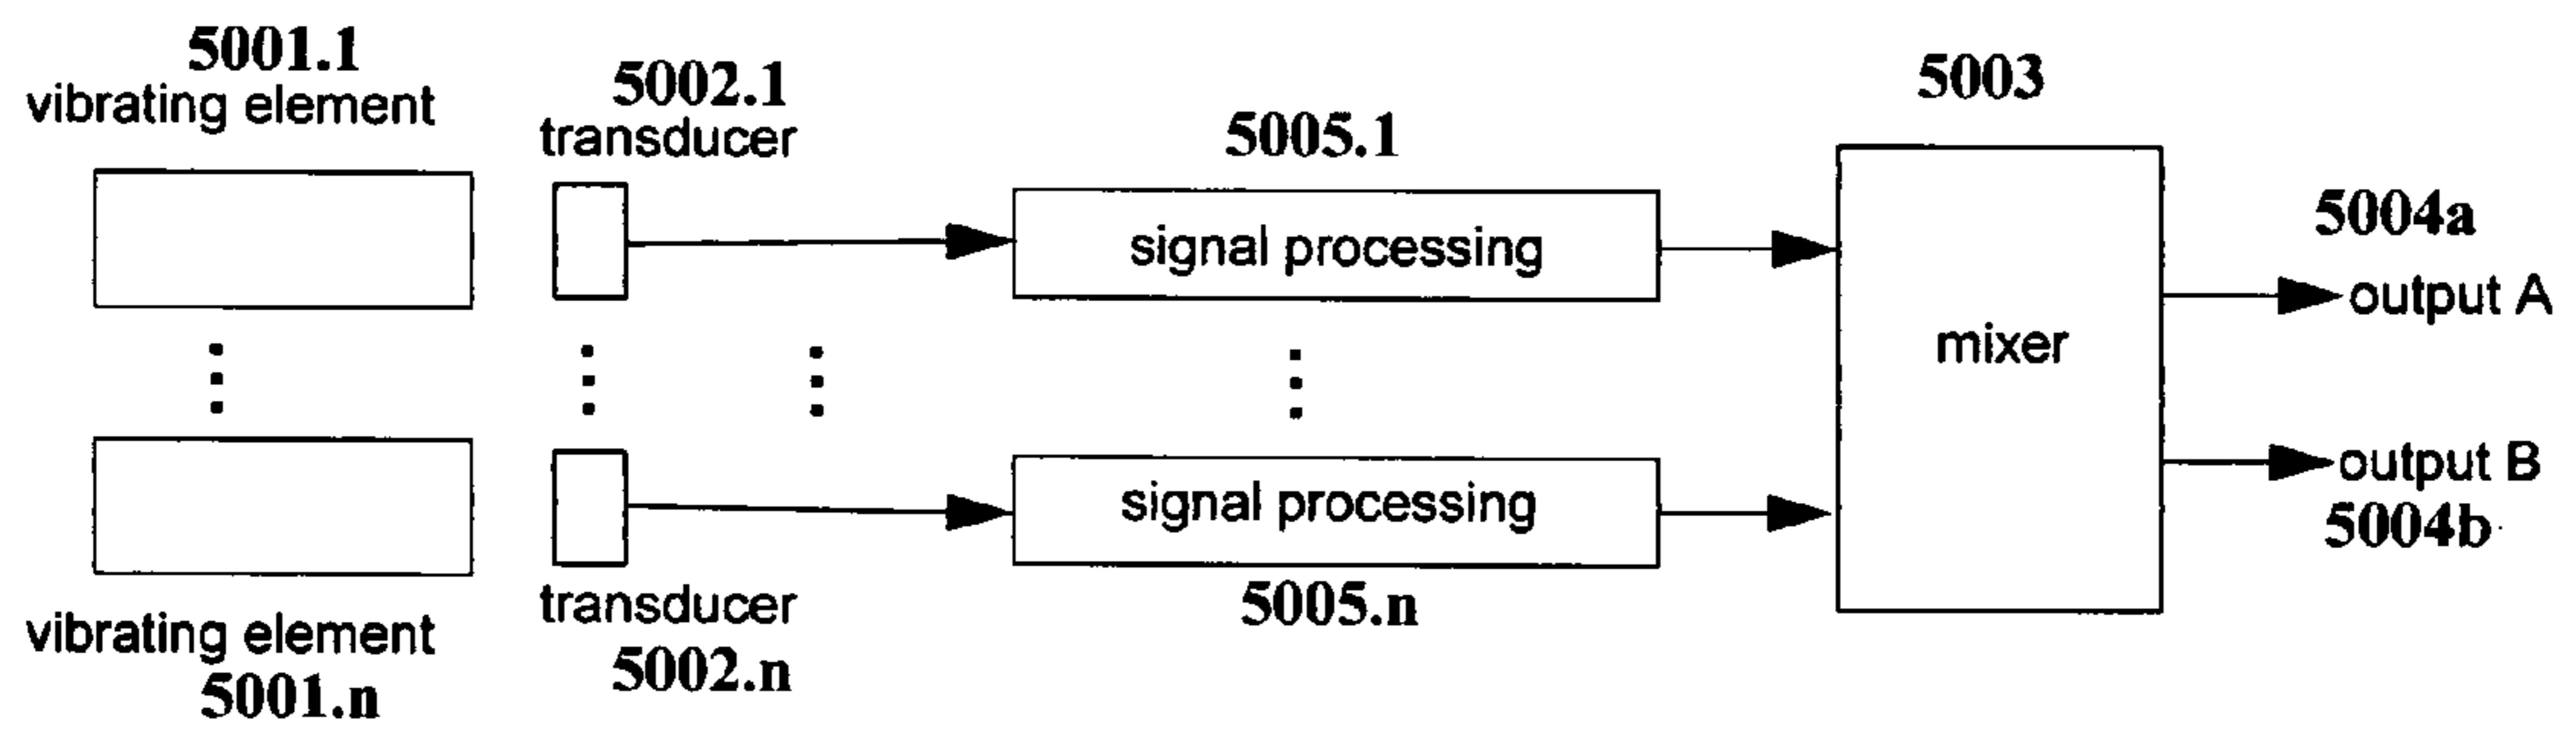 5001.1
vibrating element
5002.1
transducer
5005.1
signal processing
5003
mixer
5004a
output A
output B
5004b
signal processing
5005.n
transducer
5002.n
vibrating element
5001.n